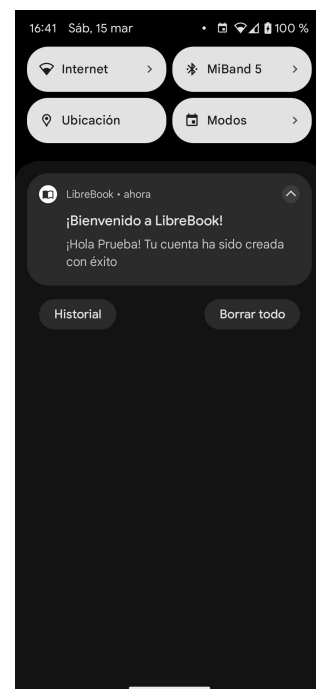 16:41 Sáb, 15 mar 100 %
Internet MiBand 5
Ubicación Modos
LibreBook • ahora
¡Bienvenido a LibreBook!
¡Hola Prueba! Tu cuenta ha sido creada
con éxito
Historial Borrar todo